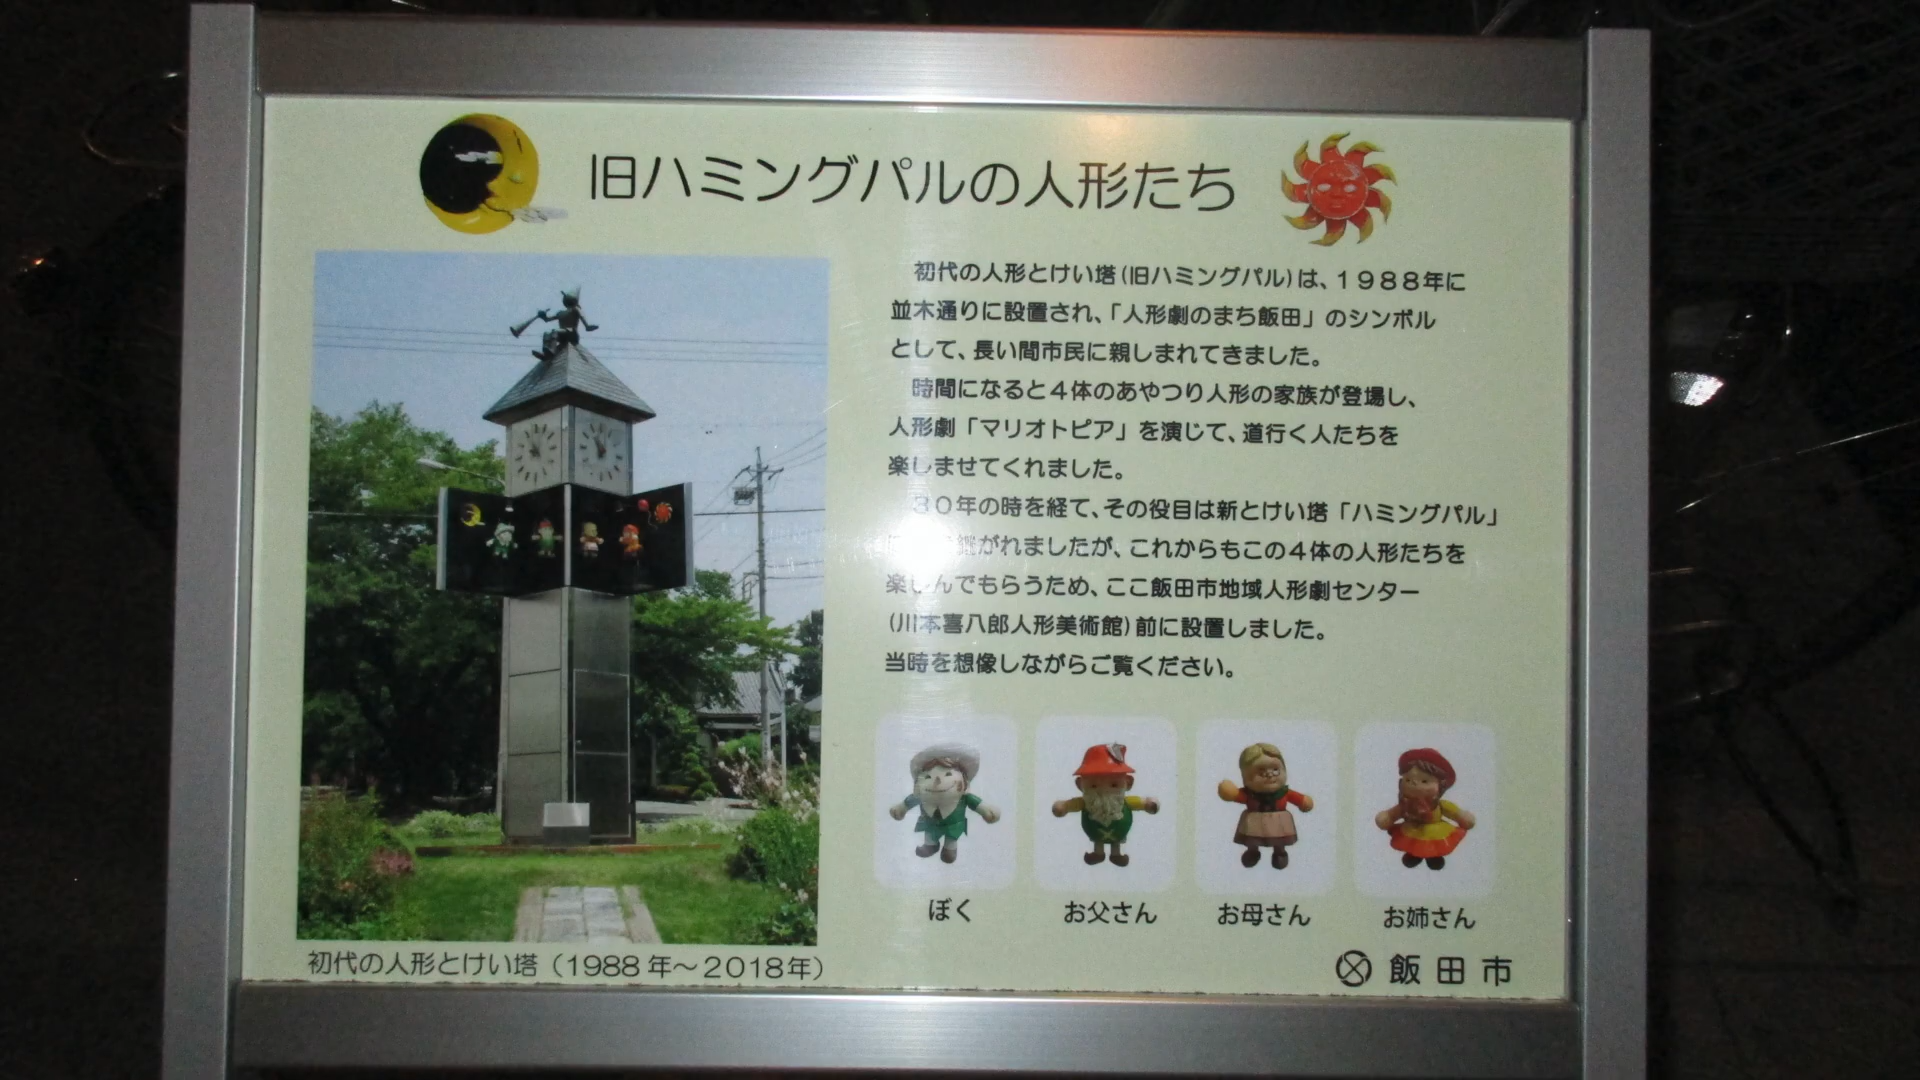 旧ハミングパルの人形たち
初代の人形とけい塔(旧ハミングパル)は、1988年に
並木通りに設置され、「人形劇のまち飯田」のシンボル
として、長い間市民に親しまれてきました。
時間になると4体のあやつり人形の家族が登場し、
人形劇「マリオトピア」を演じて、道行く人たちを
楽しませてくれました。
30年の時を経て、その役目は新とけい塔「ハミングパル」
継がれましたが、これからもこの4体の人形たちを
楽しんでもらうため、ここ飯田市地域人形劇センター
(川本喜八郎人形美術館)前に設置しました。
当時を想像しながらご覧ください。
ぼく
お父さん
お母さん
お姉さん
初代の人形とけい塔(1988年～2018年)
飯田市